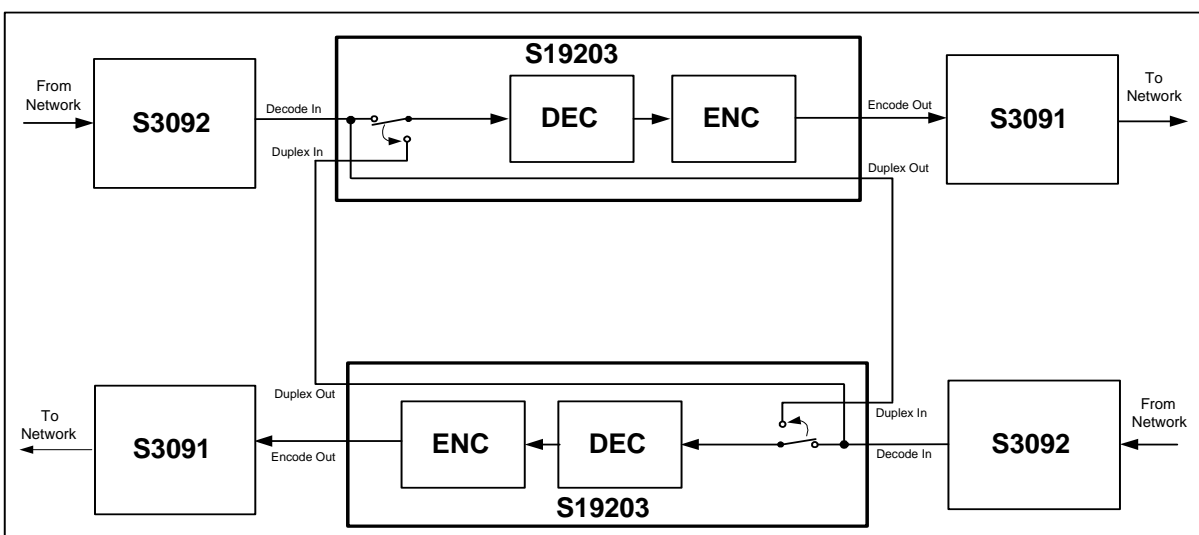 S19203
From
Network
S3092
Decode In
Duplex In
DEC
ENC
Encode Out
Duplex Out
S3091
To
Network
To
Network
S3091
Duplex Out
Encode Out
ENC
DEC
Duplex In
Decode In
S3092
From
Network
S19203